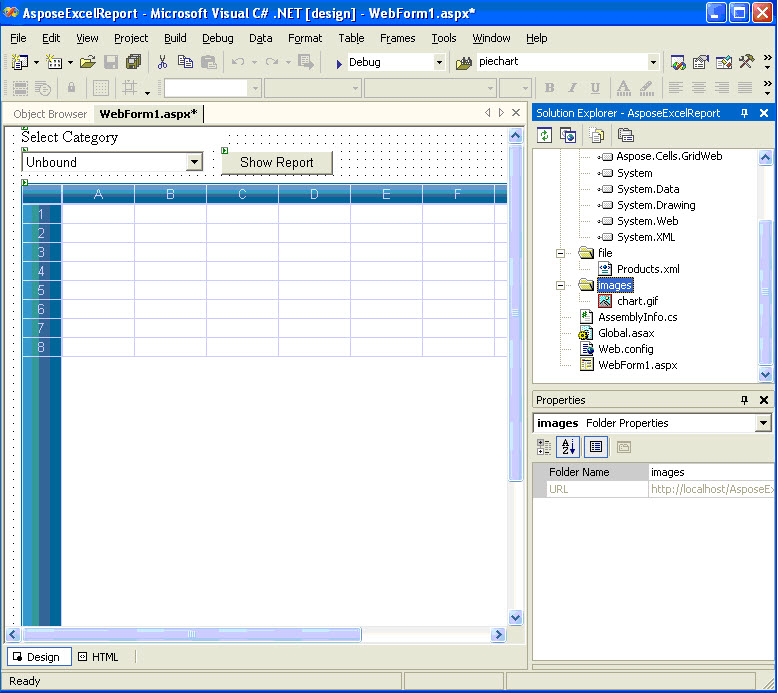 AsposeExcelReport - Microsoft Visual C# .NET [design] - WebForm1.aspx*
File Edit View Project Build Debug Data Format Table Frames Tools Window Help
Debug piechart
B I U A
Object Browser WebForm1.aspx*
Select Category
Unbound Show Report
A B C D E F
1
2
3
4
5
6
7
8
Design HTML
Solution Explorer - AsposeExcelReport
Aspose.Cells.GridWeb
System
System.Data
System.Drawing
System.Web
System.XML
file
Products.xml
images
chart.gif
AssemblyInfo.cs
Global.asax
Web.config
WebForm1.aspx
Properties
images Folder Properties
Folder Name images
URL http://localhost/AsposeEx
Ready